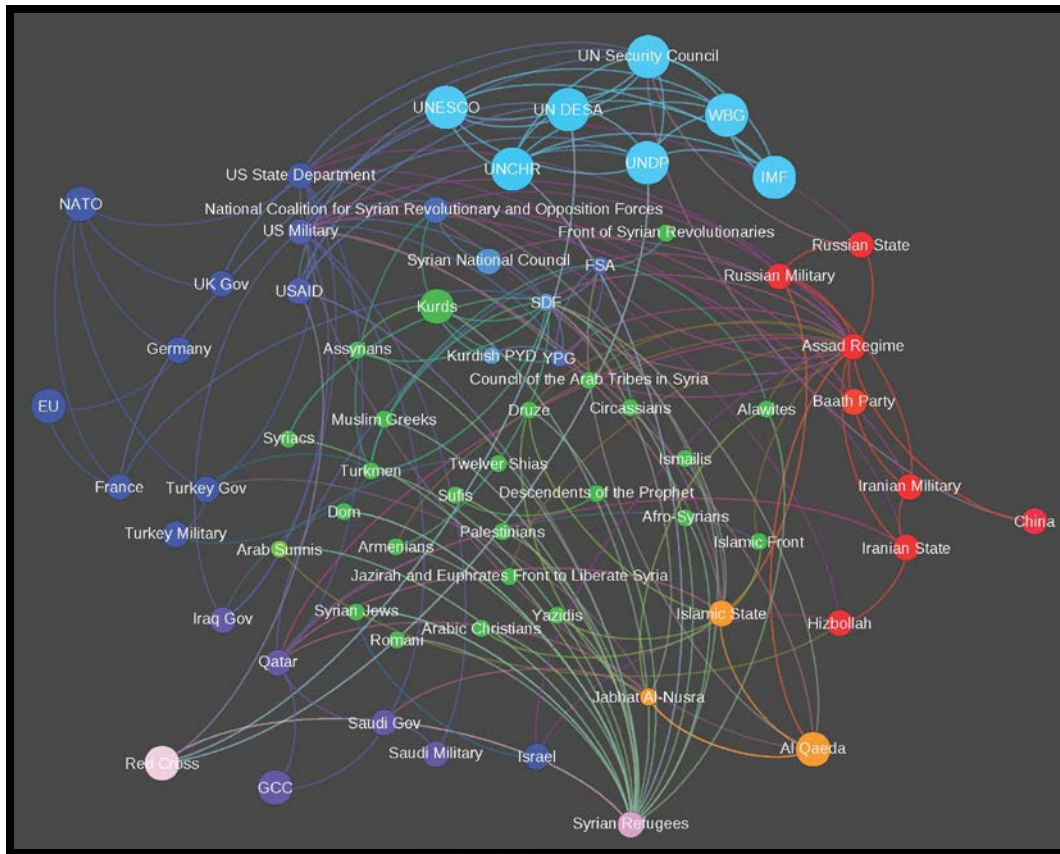 UN Security Council
UNESCO
UN DESA
WBG
UNCHR
UNDP
IMF
US State Department
NATO
National Coalition for Syrian Revolutionary and Opposition Forces
US Military
Front of Syrian Revolutionaries
Russian State
Syrian National Council
FSA
Russian Military
UK Gov
USAID
Kurds
SDF
Germany
Assyrians
Kurdish PYD
YPG
Assad Regime
Council of the Arab Tribes in Syria
EU
Baath Party
Muslim Greeks
Druze
Circassians
Alawites
Syriacs
Turkmen
Twelver Shias
Ismailis
France
Turkey Gov
Sufis
Descendents of the Prophet
Iranian Military
Dom
Afro-Syrians
China
Turkey Military
Palestinians
Arab Sunnis
Armenians
Islamic Front
Iranian State
Jazirah and Euphrates Front to Liberate Syria
Iraq Gov
Syrian Jews
Yazidis
Islamic State
Hizbollah
Arabic Christians
Romani
Qatar
Jabhat Al-Nusra
Saudi Gov
Red Cross
Saudi Military
Israel
Al Qaeda
GCC
Syrian Refugees